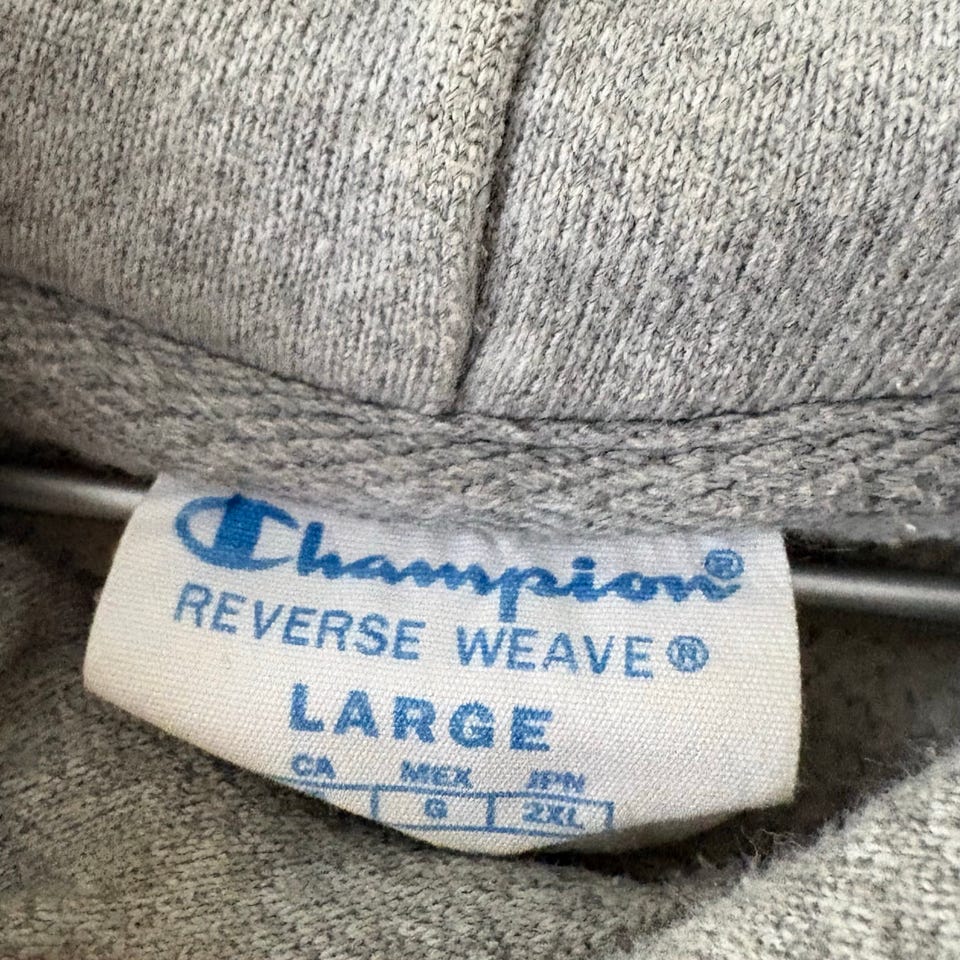 Champion®
REVERSE WEAVE®
LARGE
CA MEX JPN
G 2XL